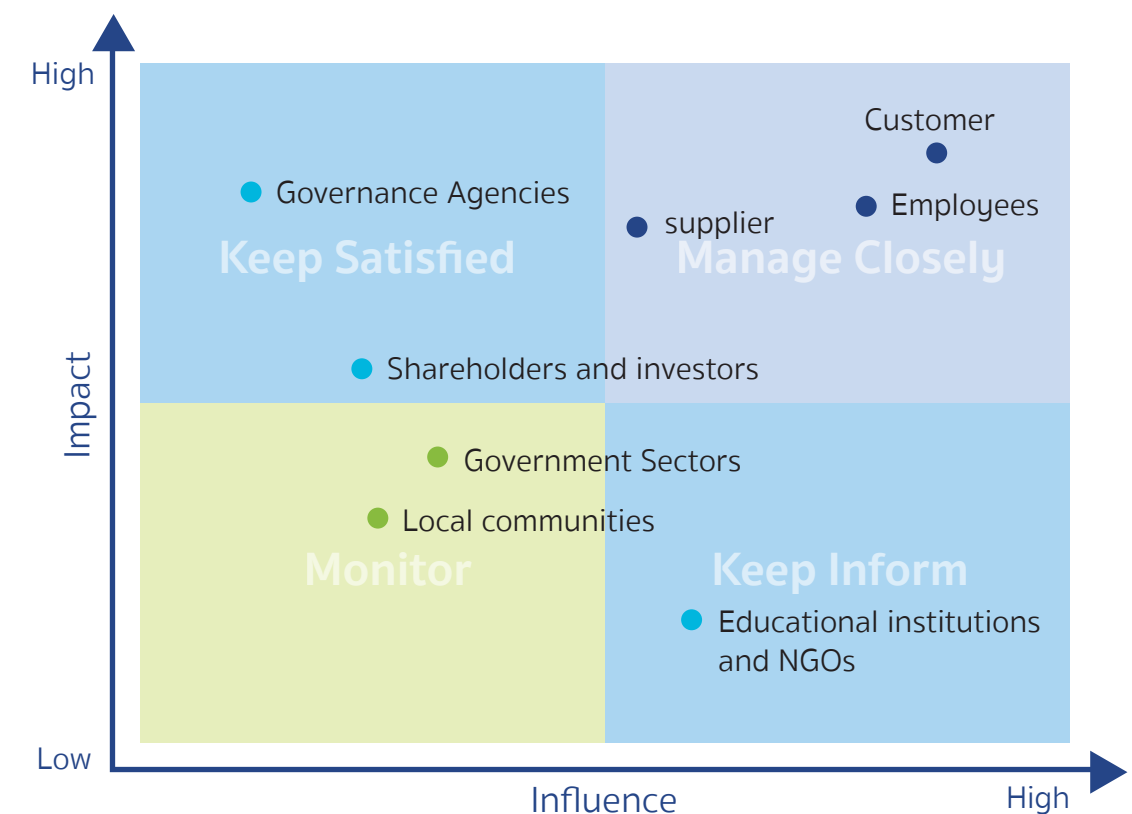 High
Customer
Governance Agencies
Employees
supplier
Keep Satisfied
Manage Closely
Shareholders and investors
Impact
Government Sectors
Local communities
Monitor
Keep Inform
Educational institutions
and NGOs
Low
Influence
High